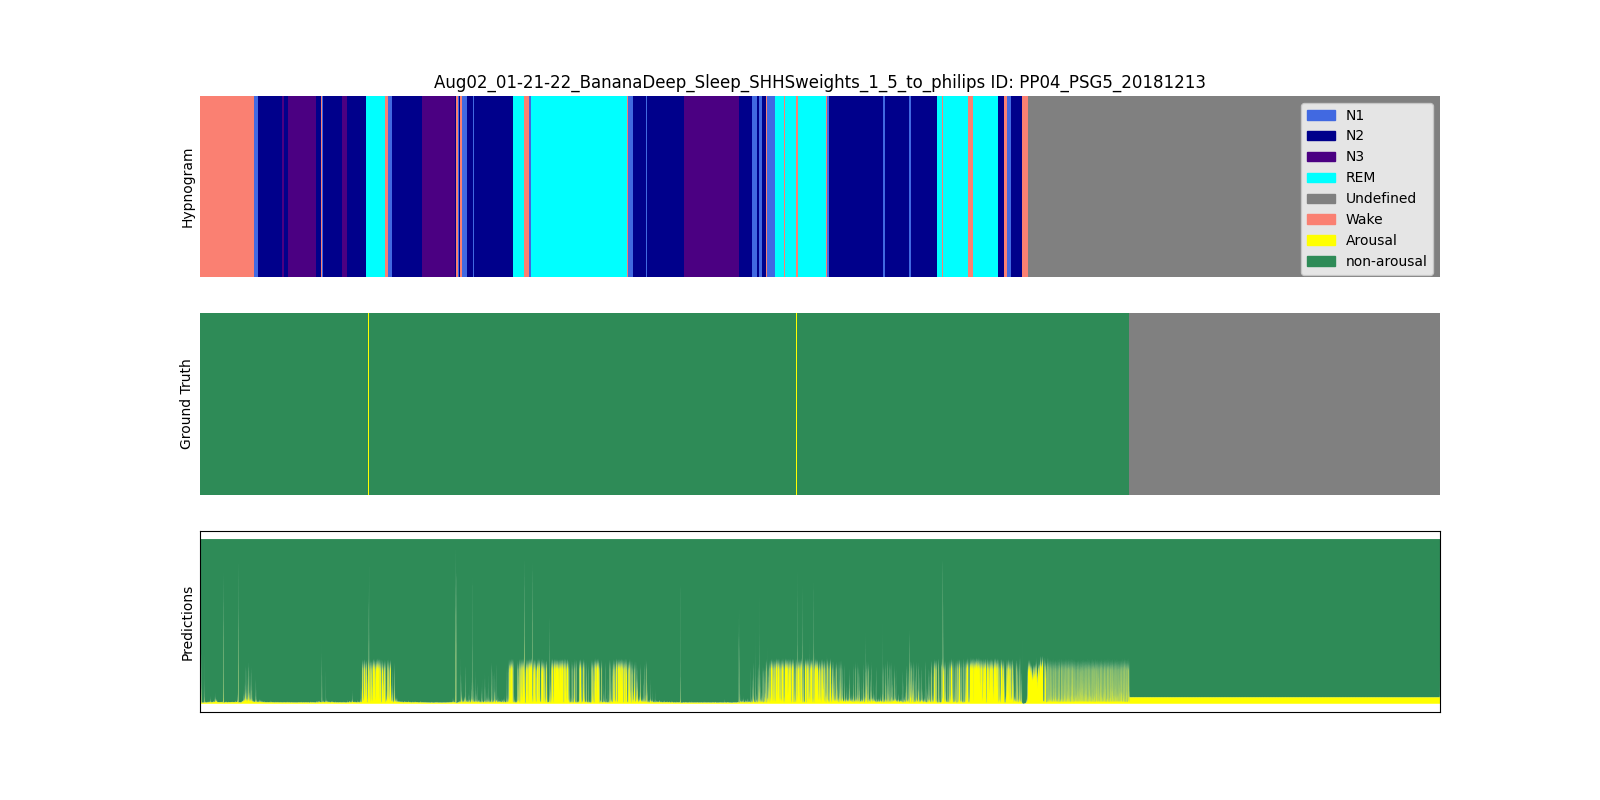 Aug02_01-21-22_BananaDeep_Sleep_SHHSweights_1_5_to_philips ID: PP04_PSG5_20181213
Hypnogram
N1
N2
N3
REM
Undefined
Wake
Arousal
non-arousal
Ground Truth
Predictions